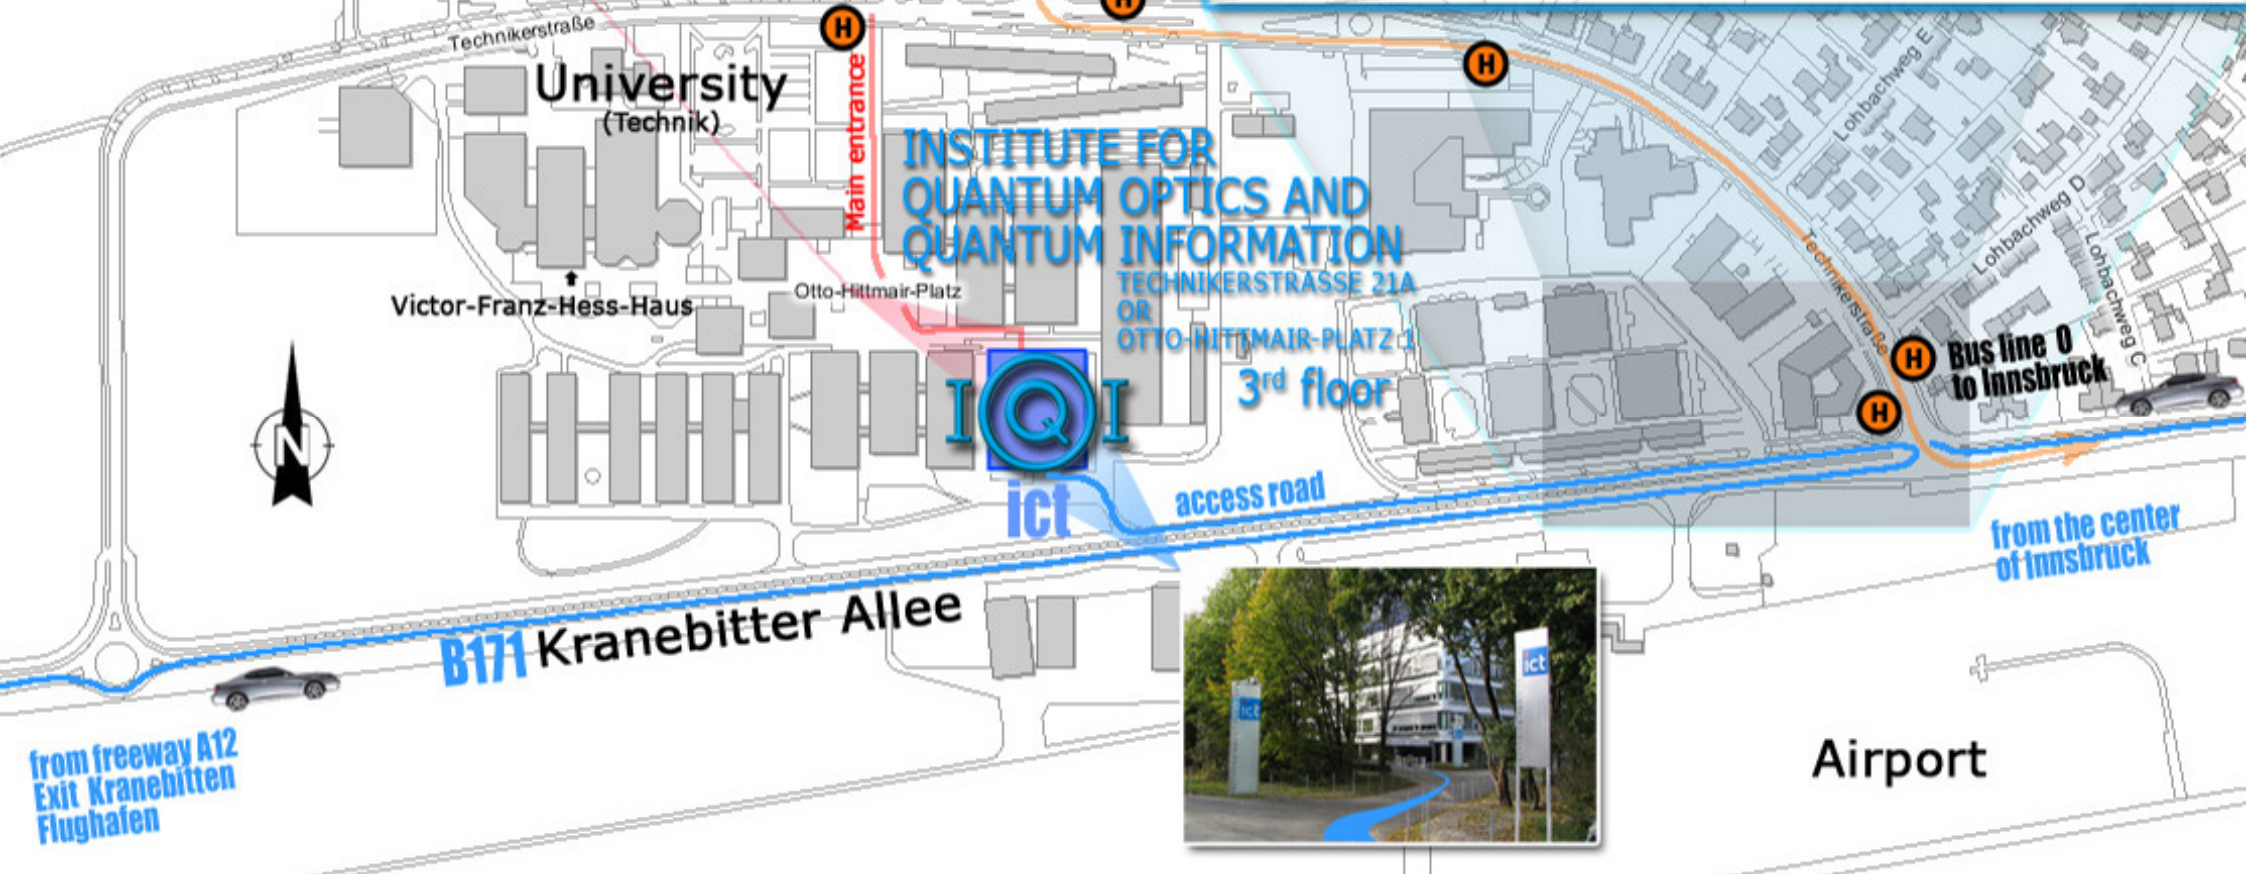 Technikerstraße
H
H
H
University
(Technik)
Main entrance
INSTITUTE FOR
QUANTUM OPTICS AND
QUANTUM INFORMATION
TECHNIKERSTRASSE 21A
OR
OTTO-HITTMAIR-PLATZ 1
3rd floor
Lohbachweg E
Lohbachweg D
Lohbachweg C
Technikerstraße
Otto-Hittmair-Platz
Victor-Franz-Hess-Haus
N
IQI
ict
H
Bus line O
to Innsbruck
H
access road
from the center
of Innsbruck
B171 Kranebitter Allee
ict
ict
from freeway A12
Exit Kranebitten
Flughafen
Airport